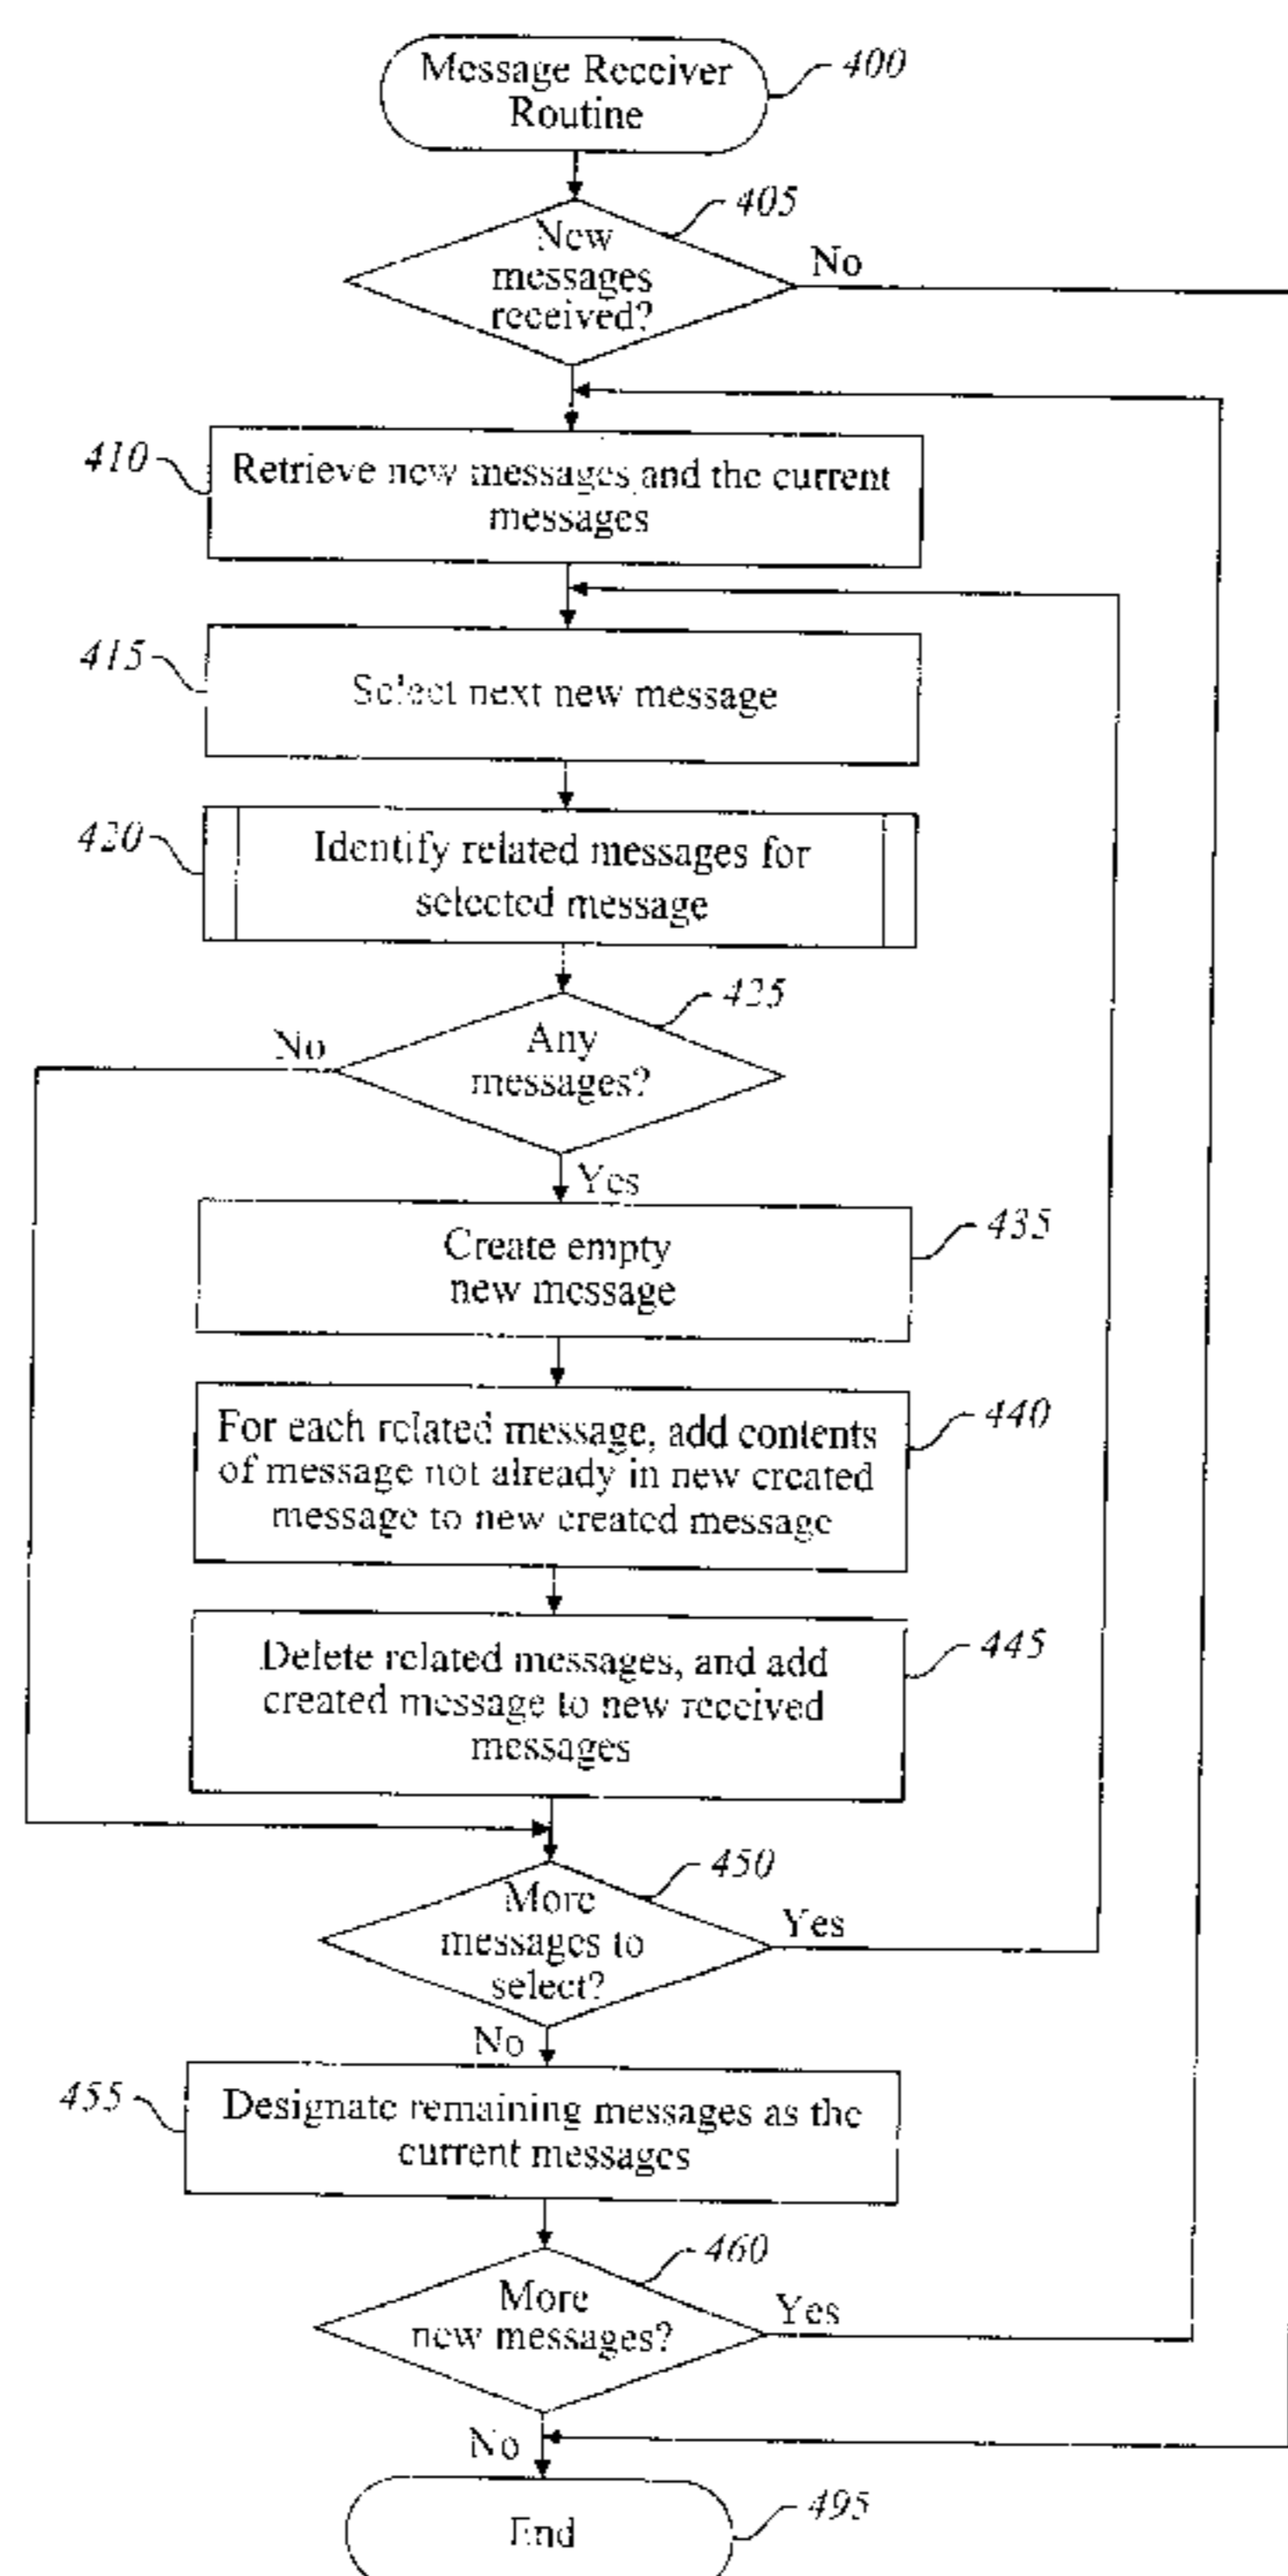 Message Receiver
Routine
400
405
New
messages
received?
No
410
Retrieve new messages and the current
messages
415
Select next new message
420
Identify related messages for
selected message
425
No
Any
messages?
Yes
435
Create empty
new message
440
For each related message, add contents
of message not already in new created
message to new created message
445
Delete related messages, and add
created message to new received
messages
450
More
messages to
select?
Yes
No
455
Designate remaining messages as the
current messages
460
More
new messages?
Yes
No
End
495